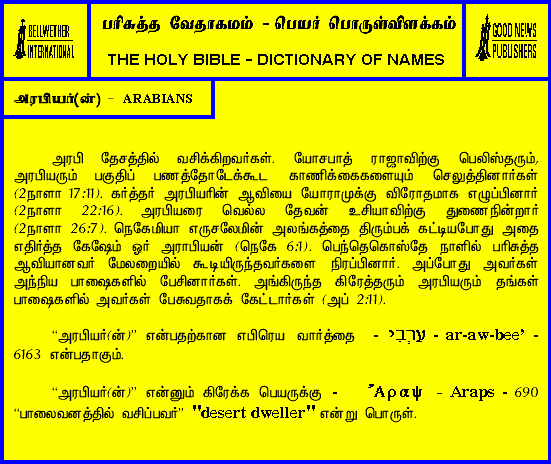 BELLWETHER
INTERNATIONAL
பரிசுத்த வேதாகமம் – பெயர் பொருள்விளக்கம்
THE HOLY BIBLE – DICTIONARY OF NAMES
GOOD NEWS
PUBLISHERS
அரபியர்(ன்) – ARABIANS
அரபி தேசத்தில் வசிக்கிறவர்கள். யோசபாத் ராஜாவிற்கு பெலிஸ்தரும்,
அரபியரும் பகுதிப் பணத்தோடேக்கூட காணிக்கைகளையும் செலுத்தினார்கள்
(2நாளா 17:11). கர்த்தர் அரபியரின் ஆவியை யோராமுக்கு விரோதமாக எழுப்பினார்
(2நாளா 22:16). அரபியரை வெல்ல தேவன் உசியாவிற்கு துணைநின்றார்
(2நாளா 26:7). நெகேமியா எருசலேமின் அலங்கத்தை திரும்பக் கட்டியபோது அதை
எதிர்த்த கேஷேம் ஓர் அராபியன் (நெகே 6:1). பெந்தெகொஸ்தே நாளில் பரிசுத்த
ஆவியானவர் மேலறையில் கூடியிருந்தவர்களை நிரப்பினார். அப்போது அவர்கள்
அந்நிய பாஷைகளில் பேசினார்கள். அங்கிருந்த கிரேத்தரும் அரபியரும் தங்கள்
பாஷைகளில் அவர்கள் பேசுவதாகக் கேட்டார்கள் (அப் 2:11).
“அரபியர்(ன்)” என்பதற்கான எபிரெய வார்த்தை - עֲרָבִי - ar-aw-bee’ -
6163 என்பதாகும்.
“அரபியர்(ன்)” என்னும் கிரேக்க பெயருக்கு - Ἄραψ - Araps - 690
“பாலைவனத்தில் வசிப்பவர்” "desert dweller" என்று பொருள்.